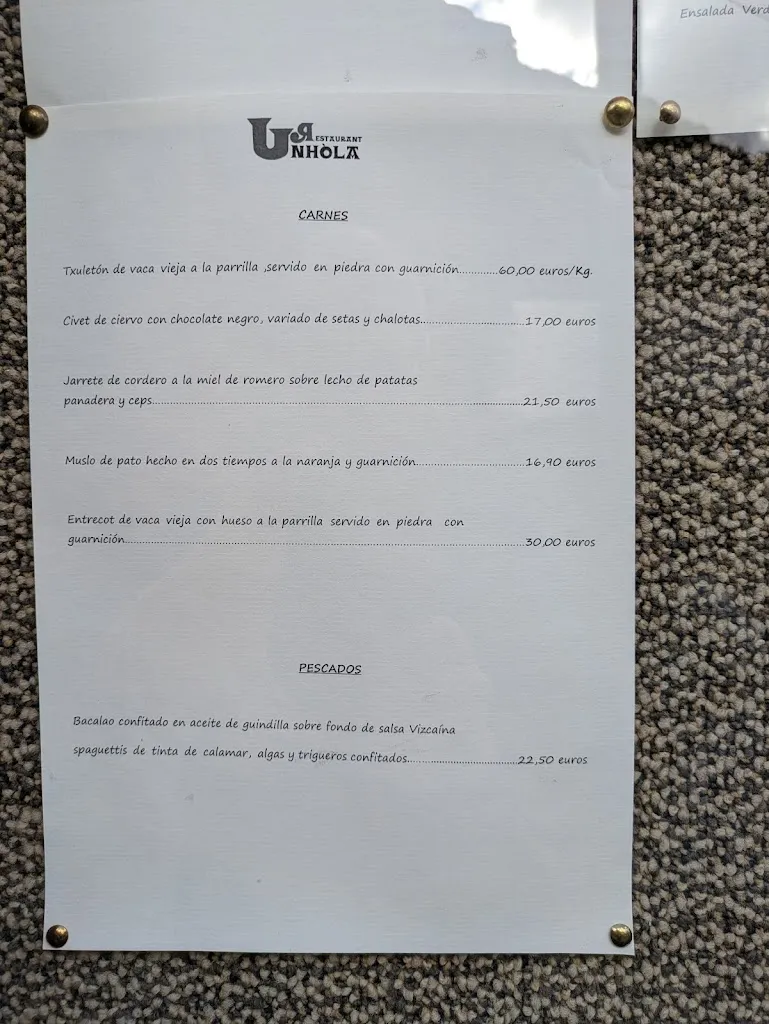 Ensalada Verd
RESTAURANT
UNHÒLA
CARNES
Txuletón de vaca vieja a la parrilla ,servido en piedra con guarnición............60,00 euros/Kg.
Civet de ciervo con chocolate negro, variado de setas y chalotas................................17,00 euros
Jarrete de cordero a la miel de romero sobre lecho de patatas
panadera y ceps................................................................................................21,50 euros
Muslo de pato hecho en dos tiempos a la naranja y guarnición................................16,90 euros
Entrecot de vaca vieja con hueso a la parrilla servido en piedra con
guarnición........................................................................................................30,00 euros
PESCADOS
Bacalao confitado en aceite de guindilla sobre fondo de salsa Vizcaína
spaguettis de tinta de calamar, algas y trigueros confitados................................22,50 euros